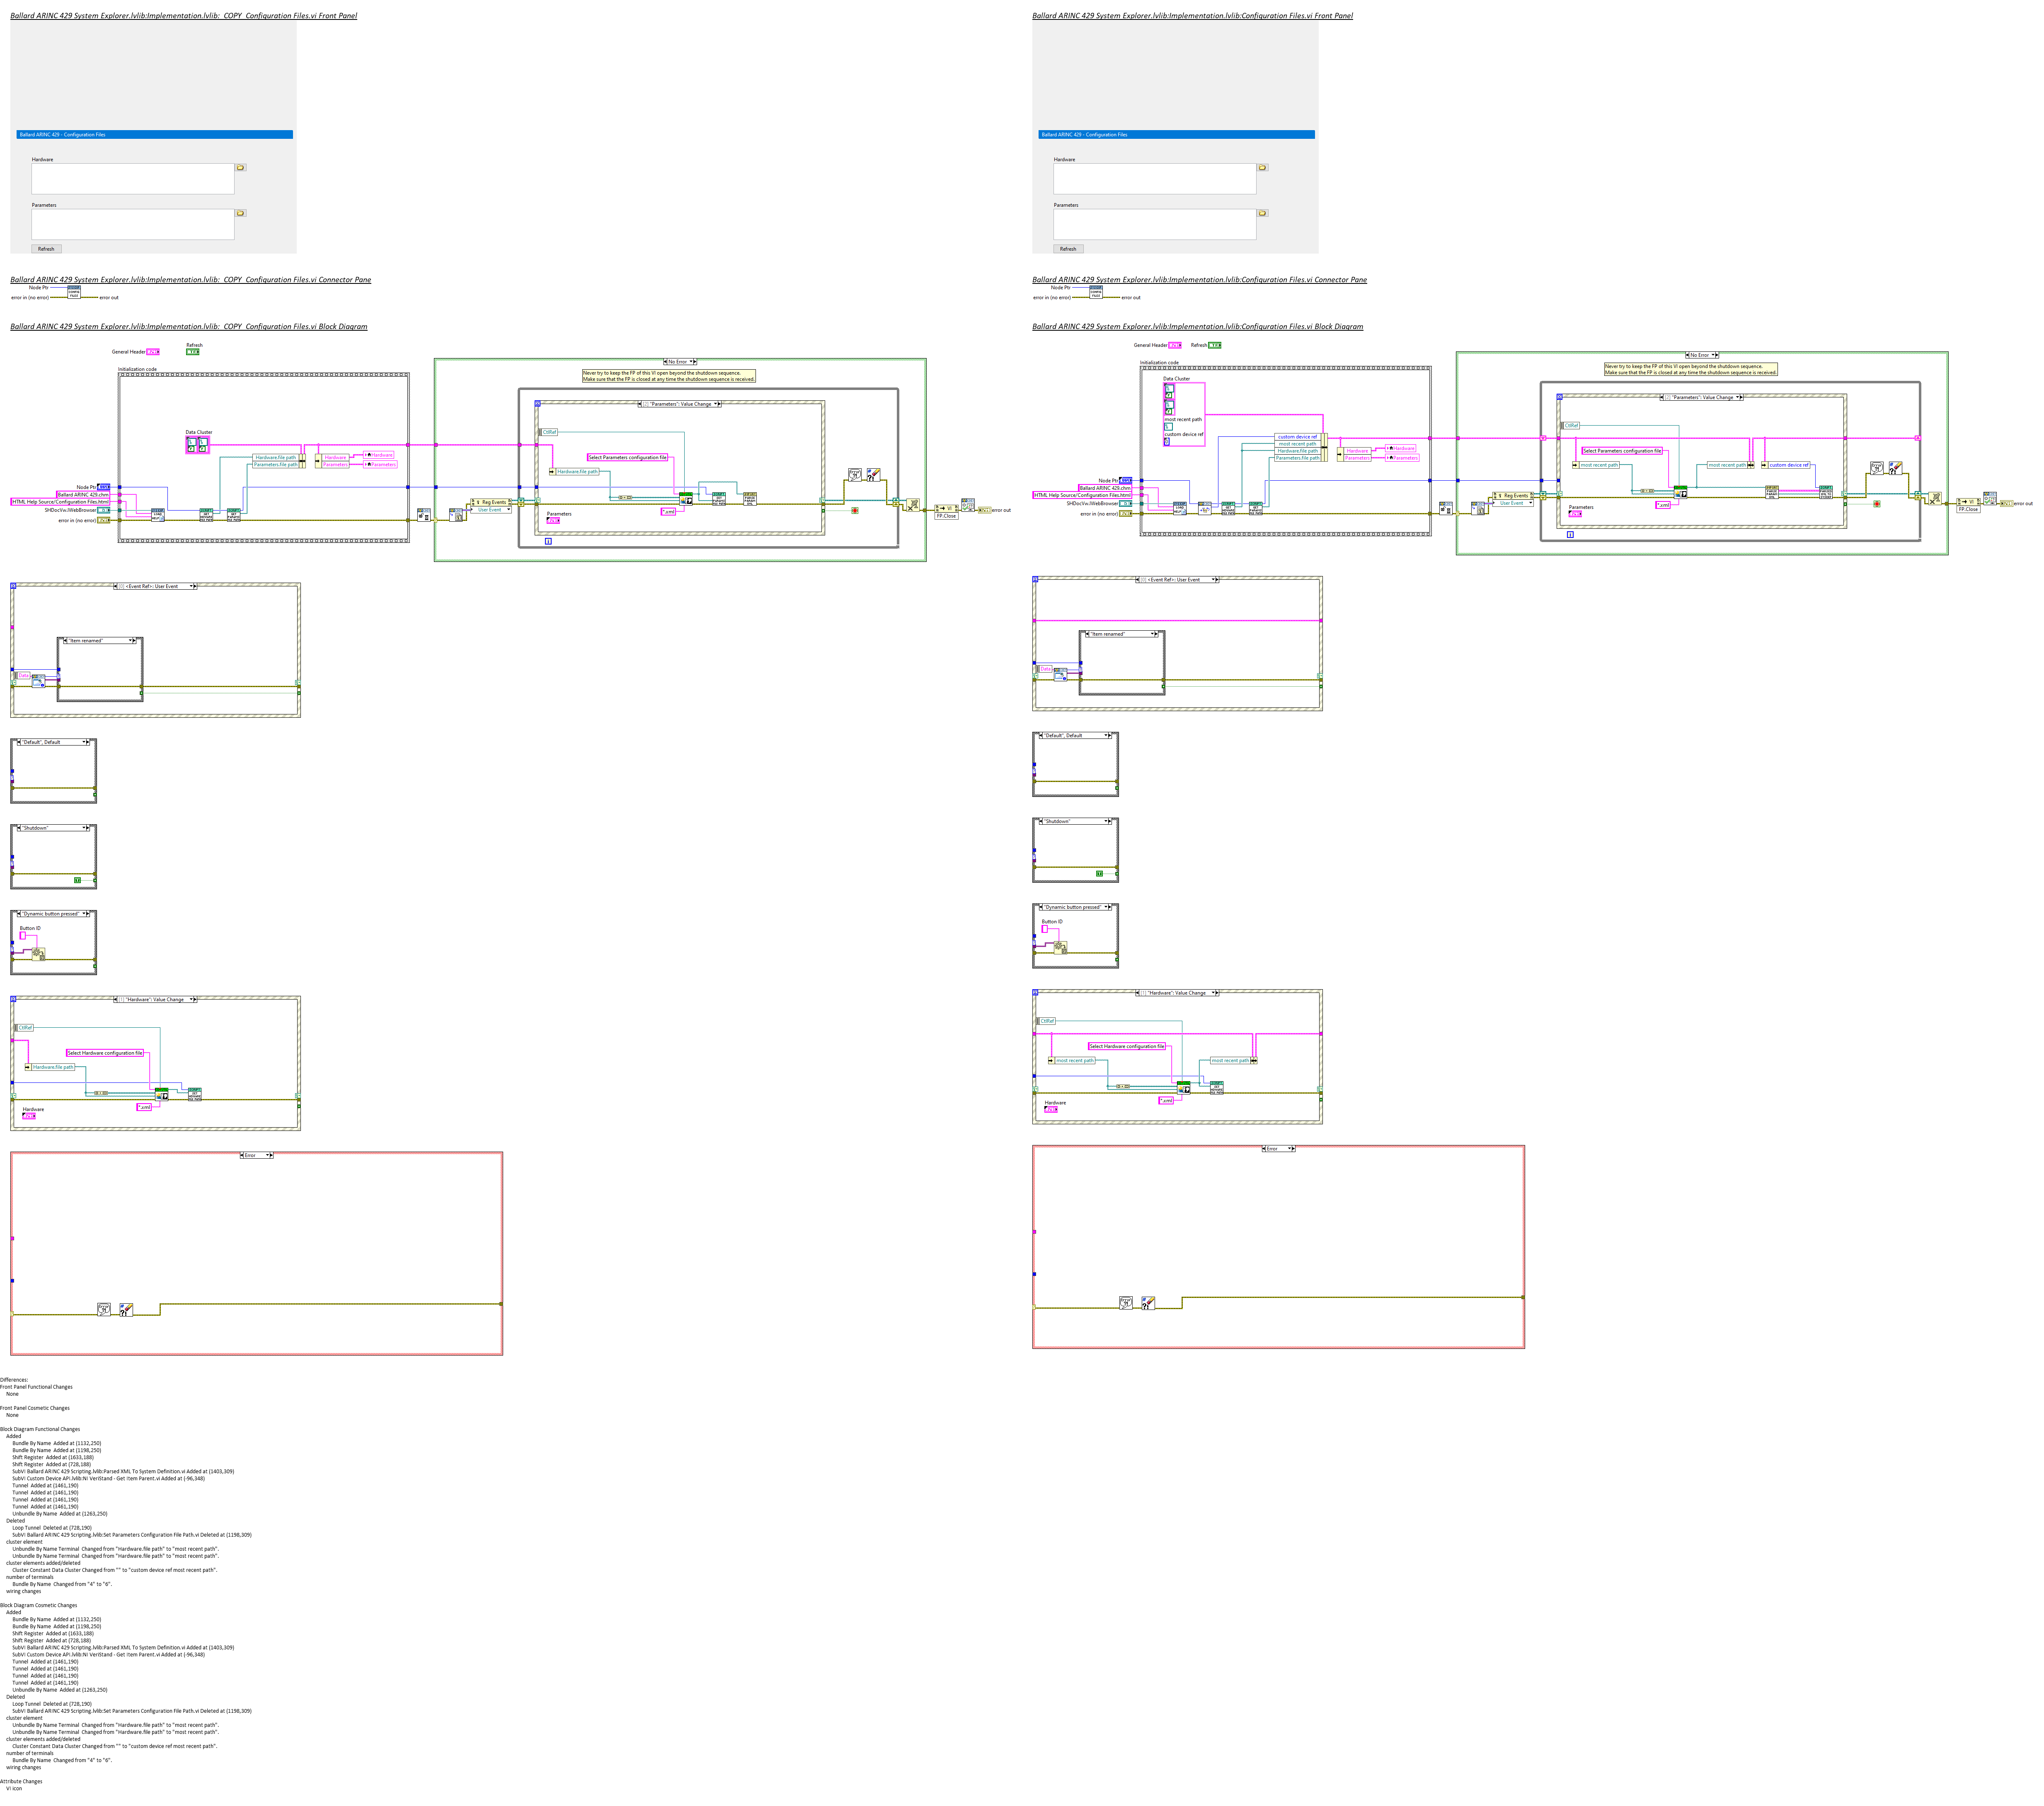 Ballard ARINC 429 System Explorer.lvlib:Implementation.lvlib:  COPY  Configuration Files.vi Front Panel
Ballard ARINC 429 - Configuration Files
Hardware
Parameters
Refresh
Ballard ARINC 429 System Explorer.lvlib:Implementation.lvlib:  COPY  Configuration Files.vi Connector Pane
Node Ptr
error in (no error)
error out
Ballard ARINC 429 System Explorer.lvlib:Implementation.lvlib:  COPY  Configuration Files.vi Block Diagram
General Header
Refresh
Initialization code
Data Cluster
Hardware.file path
Parameters.file path
Hardware
Parameters
Hardware
Parameters
Node Ptr
Ballard ARINC 429.chm
HTML Help Source/Configuration Files.html
SHDocVw.IWebBrowser
error in (no error)
No Error
Never try to keep the FP of this VI open beyond the shutdown sequence.
Make sure that the FP is closed at any time the shutdown sequence is received.
[2] "Parameters": Value Change
CtlRef
Select Parameters configuration file
Hardware.file path
*.xml
Parameters
Reg Events
User Event
VI
FP.Close
error out
[0] <Event Ref>: User Event
"Item renamed"
Data
"Default", Default
"Shutdown"
"Dynamic button pressed"
Button ID
[1] "Hardware": Value Change
CtlRef
Select Hardware configuration file
Hardware.file path
*.xml
Hardware
Error
Ballard ARINC 429 System Explorer.lvlib:Implementation.lvlib:Configuration Files.vi Front Panel
Ballard ARINC 429 - Configuration Files
Hardware
Parameters
Refresh
Ballard ARINC 429 System Explorer.lvlib:Implementation.lvlib:Configuration Files.vi Connector Pane
Node Ptr
error in (no error)
error out
Ballard ARINC 429 System Explorer.lvlib:Implementation.lvlib:Configuration Files.vi Block Diagram
General Header
Refresh
Initialization code
Data Cluster
most recent path
custom device ref
custom device ref
most recent path
Hardware.file path
Parameters.file path
Hardware
Parameters
Hardware
Parameters
Node Ptr
Ballard ARINC 429.chm
HTML Help Source/Configuration Files.html
SHDocVw.IWebBrowser
error in (no error)
No Error
Never try to keep the FP of this VI open beyond the shutdown sequence.
Make sure that the FP is closed at any time the shutdown sequence is received.
[2] "Parameters": Value Change
CtlRef
Select Parameters configuration file
most recent path
most recent path
custom device ref
*.xml
Parameters
Reg Events
User Event
VI
FP.Close
error out
[0] <Event Ref>: User Event
"Item renamed"
Data
"Default", Default
"Shutdown"
"Dynamic button pressed"
Button ID
[1] "Hardware": Value Change
CtlRef
Select Hardware configuration file
most recent path
most recent path
*.xml
Hardware
Error
Differences:
Front Panel Functional Changes
None
Front Panel Cosmetic Changes
None
Block Diagram Functional Changes
Added
Bundle By Name  Added at (1132,250)
Bundle By Name  Added at (1198,250)
Shift Register  Added at (1633,188)
Shift Register  Added at (728,188)
SubVI Ballard ARINC 429 Scripting.lvlib:Parsed XML To System Definition.vi Added at (1403,309)
SubVI Custom Device API.lvlib:NI VeriStand - Get Item Parent.vi Added at (-96,348)
Tunnel  Added at (1461,190)
Tunnel  Added at (1461,190)
Tunnel  Added at (1461,190)
Tunnel  Added at (1461,190)
Unbundle By Name  Added at (1263,250)
Deleted
Loop Tunnel  Deleted at (728,190)
SubVI Ballard ARINC 429 Scripting.lvlib:Set Parameters Configuration File Path.vi Deleted at (1198,309)
cluster element
Unbundle By Name Terminal  Changed from "Hardware.file path" to "most recent path".
Unbundle By Name Terminal  Changed from "Hardware.file path" to "most recent path".
cluster elements added/deleted
Cluster Constant Data Cluster Changed from "" to "custom device ref most recent path".
number of terminals
Bundle By Name  Changed from "4" to "6".
wiring changes
Block Diagram Cosmetic Changes
Added
Bundle By Name  Added at (1132,250)
Bundle By Name  Added at (1198,250)
Shift Register  Added at (1633,188)
Shift Register  Added at (728,188)
SubVI Ballard ARINC 429 Scripting.lvlib:Parsed XML To System Definition.vi Added at (1403,309)
SubVI Custom Device API.lvlib:NI VeriStand - Get Item Parent.vi Added at (-96,348)
Tunnel  Added at (1461,190)
Tunnel  Added at (1461,190)
Tunnel  Added at (1461,190)
Tunnel  Added at (1461,190)
Unbundle By Name  Added at (1263,250)
Deleted
Loop Tunnel  Deleted at (728,190)
SubVI Ballard ARINC 429 Scripting.lvlib:Set Parameters Configuration File Path.vi Deleted at (1198,309)
cluster element
Unbundle By Name Terminal  Changed from "Hardware.file path" to "most recent path".
Unbundle By Name Terminal  Changed from "Hardware.file path" to "most recent path".
cluster elements added/deleted
Cluster Constant Data Cluster Changed from "" to "custom device ref most recent path".
number of terminals
Bundle By Name  Changed from "4" to "6".
wiring changes
Attribute Changes
VI icon